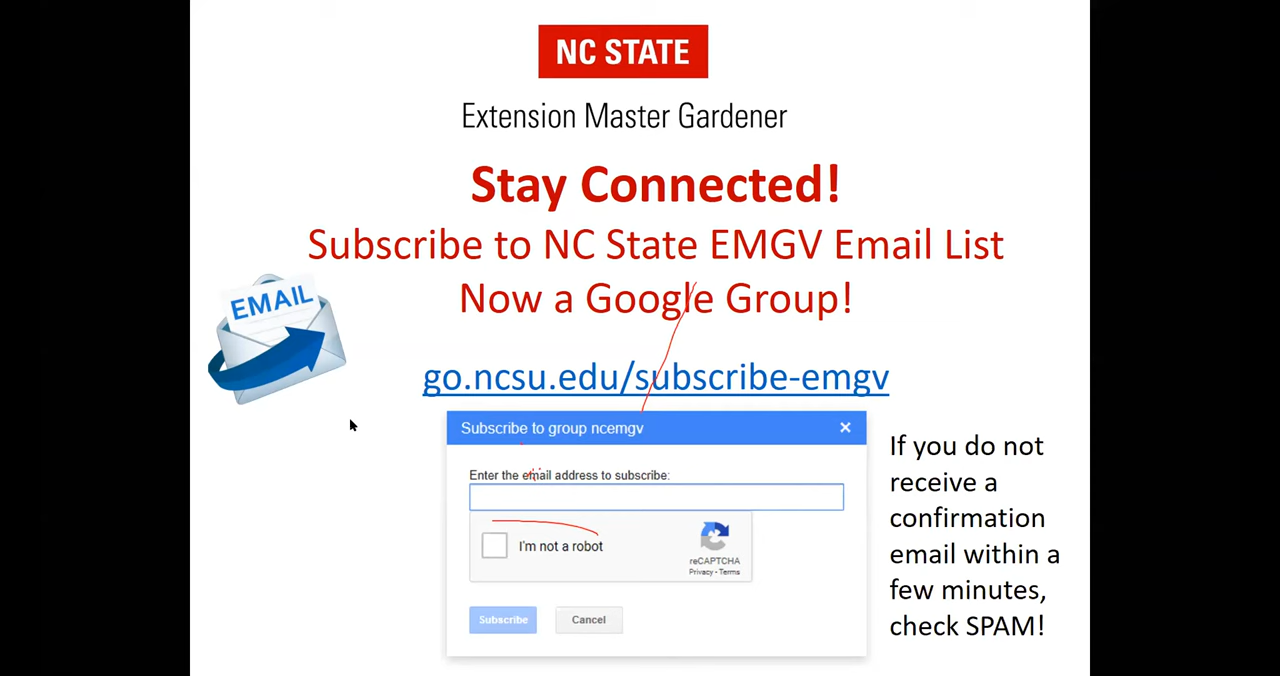 NC STATE
Extension Master Gardener
Stay Connected!
Subscribe to NC State EMGV Email List
Now a Google Group!
EMAIL
go.ncsu.edu/subscribe-emgv
Subscribe to group ncemgv
Enter the email address to subscribe:
I'm not a robot
reCAPTCHA
Privacy - Terms
Subscribe
Cancel
If you do not
receive a
confirmation
email within a
few minutes,
check SPAM!